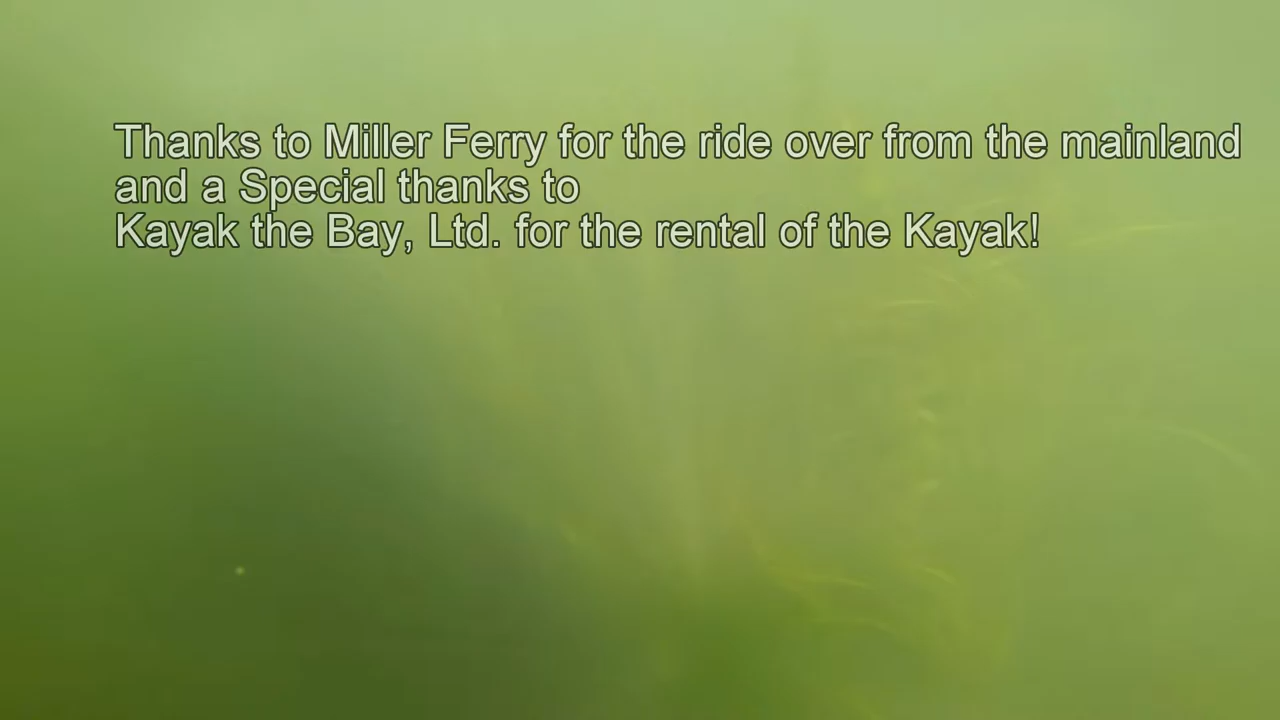 Thanks to Miller Ferry for the ride over from the mainland
and a Special thanks to
Kayak the Bay, Ltd. for the rental of the Kayak!